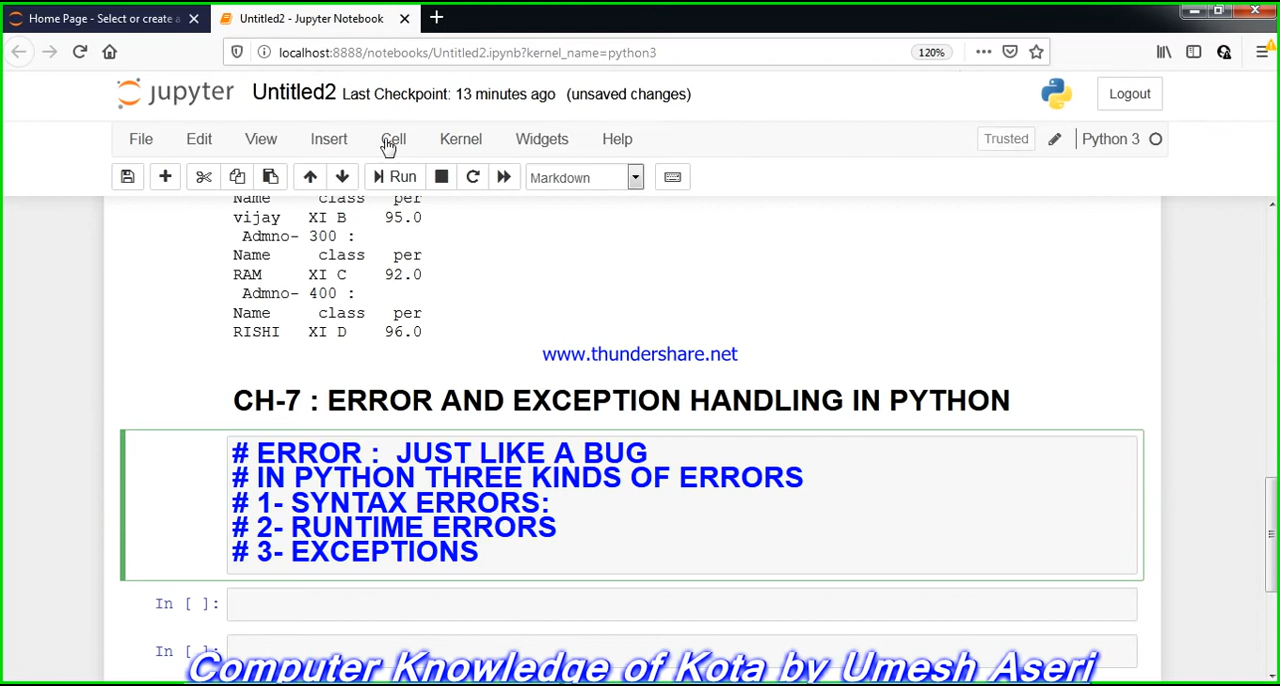 Home Page - Select or create a
Untitled2 - Jupyter Notebook
localhost:8888/notebooks/Untitled2.ipynb?kernel_name=python3
120%
jupyter
Untitled2 Last Checkpoint: 13 minutes ago (unsaved changes)
Logout
File Edit View Insert Cell Kernel Widgets Help
Trusted
Python 3
Run
Markdown
Name class per
vijay XI B 95.0
Admno- 300 :
Name class per
RAM XI C 92.0
Admno- 400 :
Name class per
RISHI XI D 96.0
www.thundershare.net
CH-7 : ERROR AND EXCEPTION HANDLING IN PYTHON
# ERROR : JUST LIKE A BUG
# IN PYTHON THREE KINDS OF ERRORS
# 1- SYNTAX ERRORS:
# 2- RUNTIME ERRORS
# 3- EXCEPTIONS
In [ ]:
In [ ]:
Computer Knowledge of Kota by Umesh Aseri